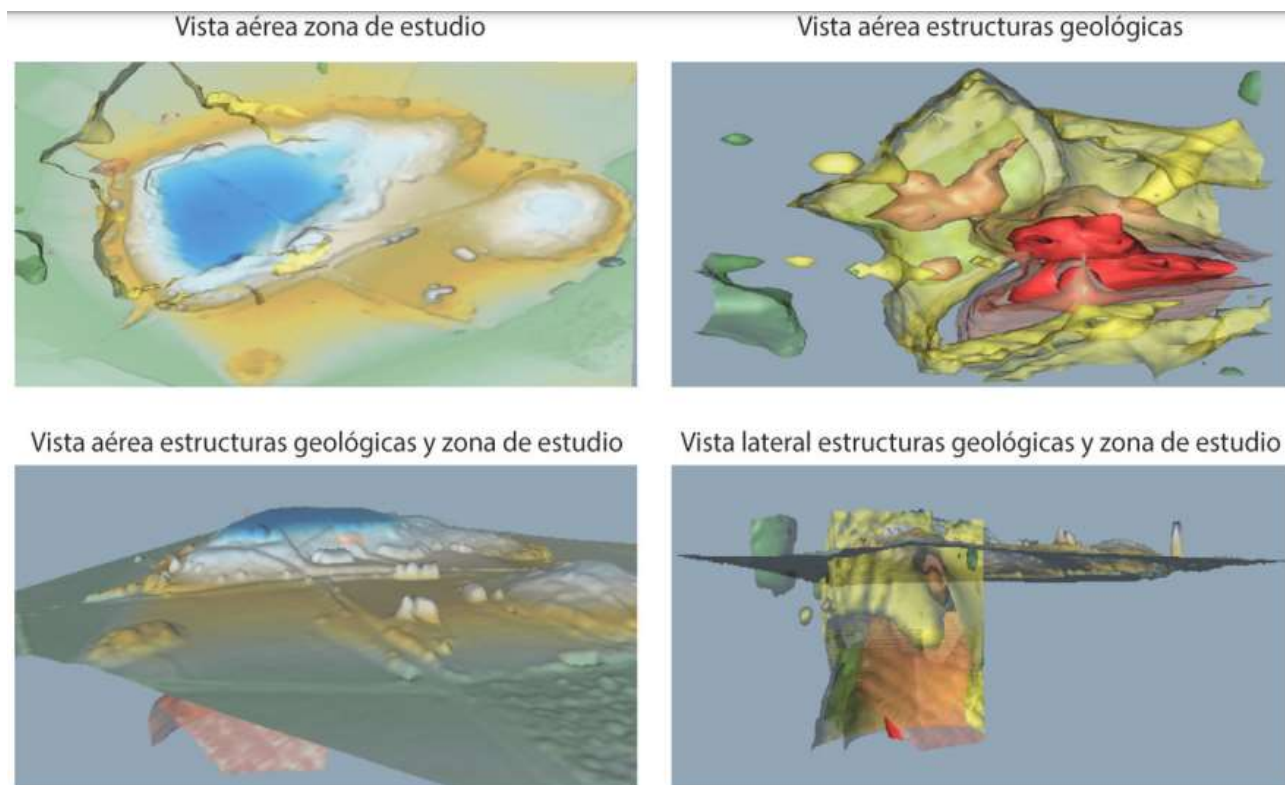 Vista aérea zona de estudio
Vista aérea estructuras geológicas
Vista aérea estructuras geológicas y zona de estudio
Vista lateral estructuras geológicas y zona de estudio